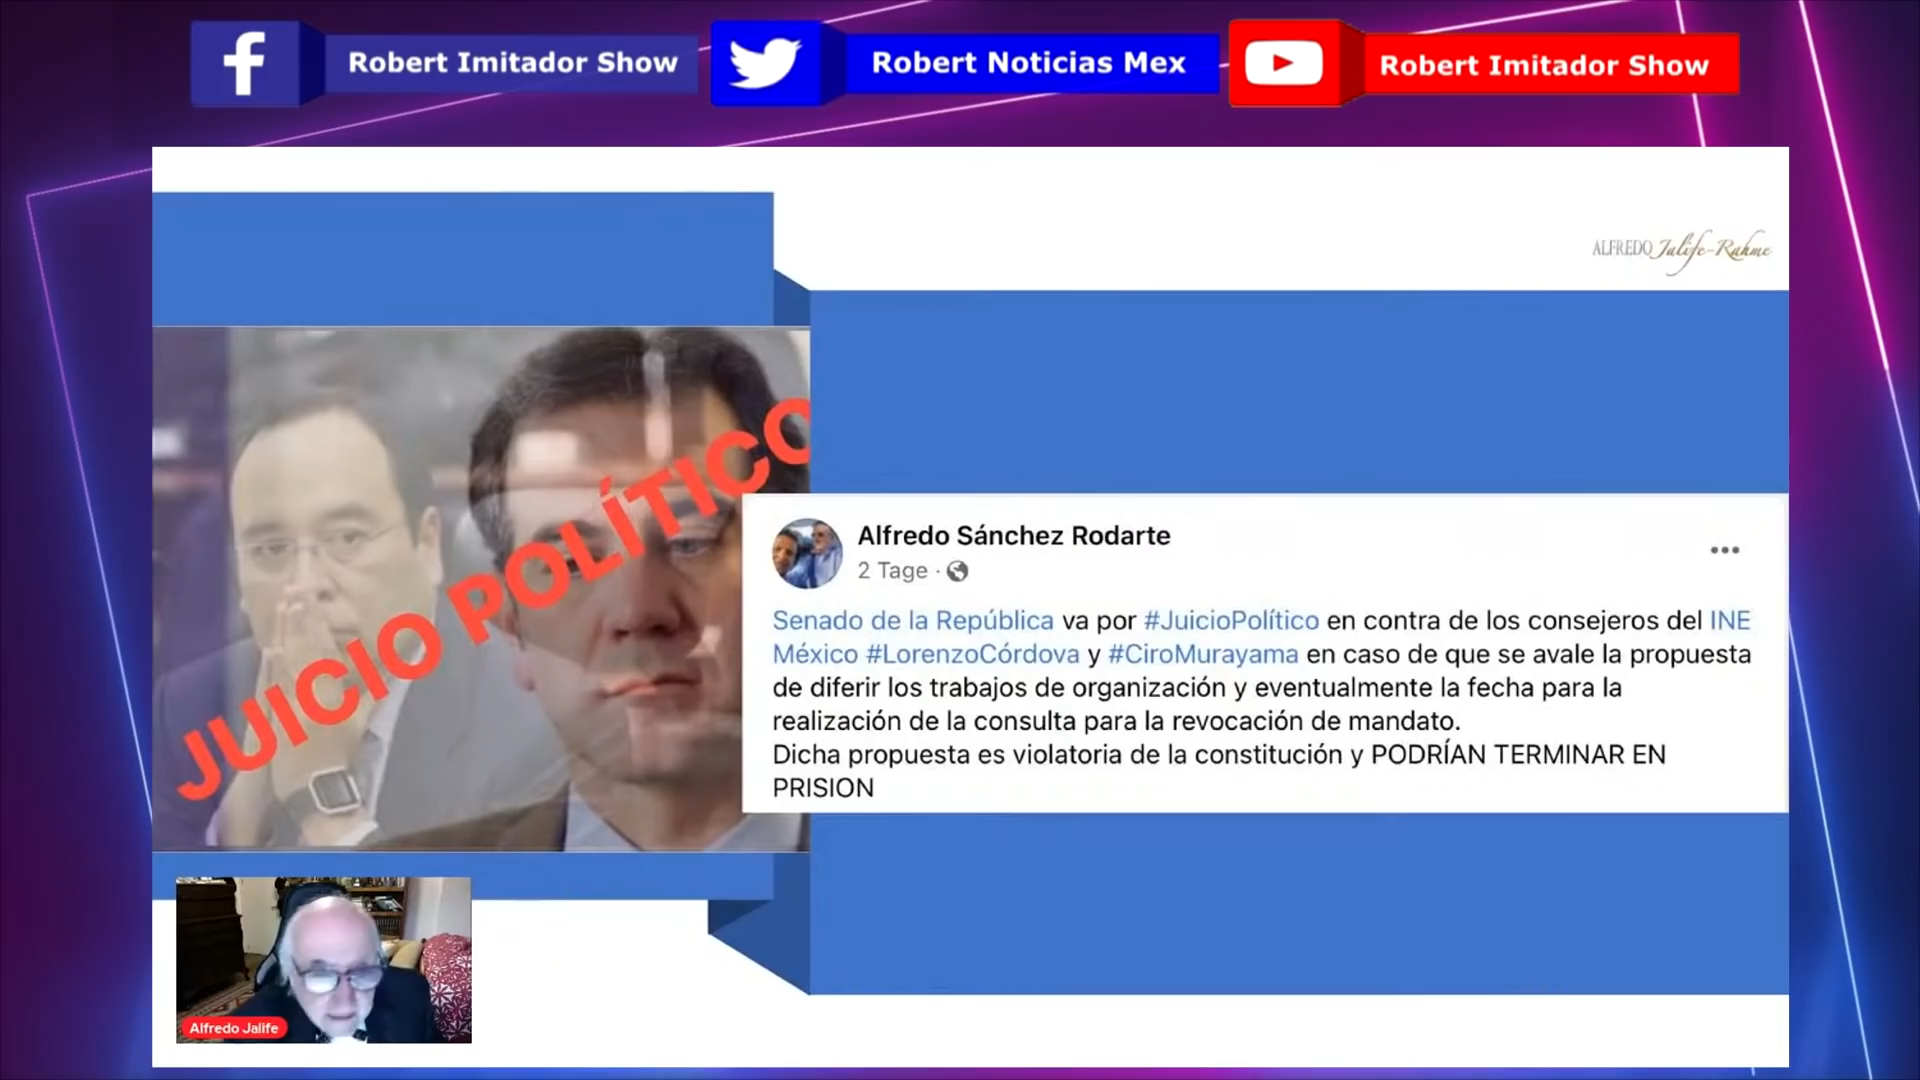 Robert Imitador Show
Robert Noticias Mex
Robert Imitador Show
ALFREDO Jalife-Rahme
JUICIO POLÍTICO
Alfredo Sánchez Rodarte
2 Tage ·
Senado de la República va por #JuicioPolítico en contra de los consejeros del INE
México #LorenzoCórdova y #CiroMurayama en caso de que se avale la propuesta
de diferir los trabajos de organización y eventualmente la fecha para la
realización de la consulta para la revocación de mandato.
Dicha propuesta es violatoria de la constitución y PODRÍAN TERMINAR EN
PRISION
Alfredo Jalife